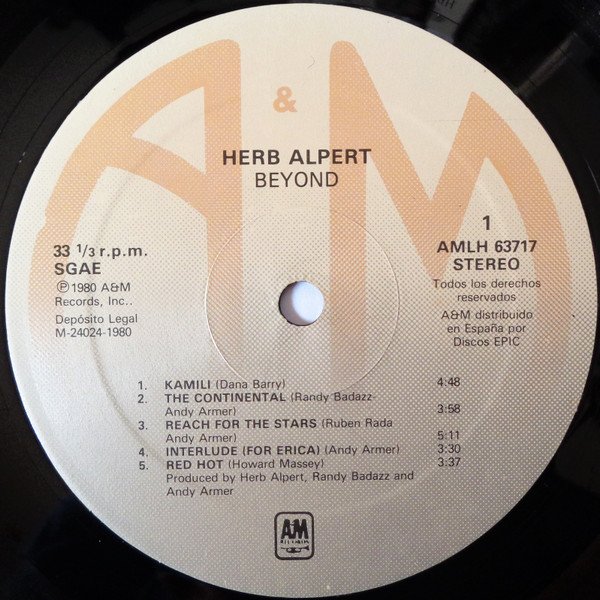 A & M
HERB ALPERT
BEYOND
33 1/3 r.p.m.
SGAE
℗ 1980 A&M
Records, Inc..
Depósito Legal
M-24024-1980
1
AMLH 63717
STEREO
Todos los derechos
reservados
A&M distribuido
en España por
Discos EPIC
1. KAMILI (Dana Barry) 4:48
2. THE CONTINENTAL (Randy Badazz-
Andy Armer) 3:58
3. REACH FOR THE STARS (Ruben Rada
Andy Armer) 5:11
4. INTERLUDE (FOR ERICA) (Andy Armer) 3:30
5. RED HOT (Howard Massey) 3:37
Produced by Herb Alpert, Randy Badazz and
Andy Armer
A&M
RECORDS